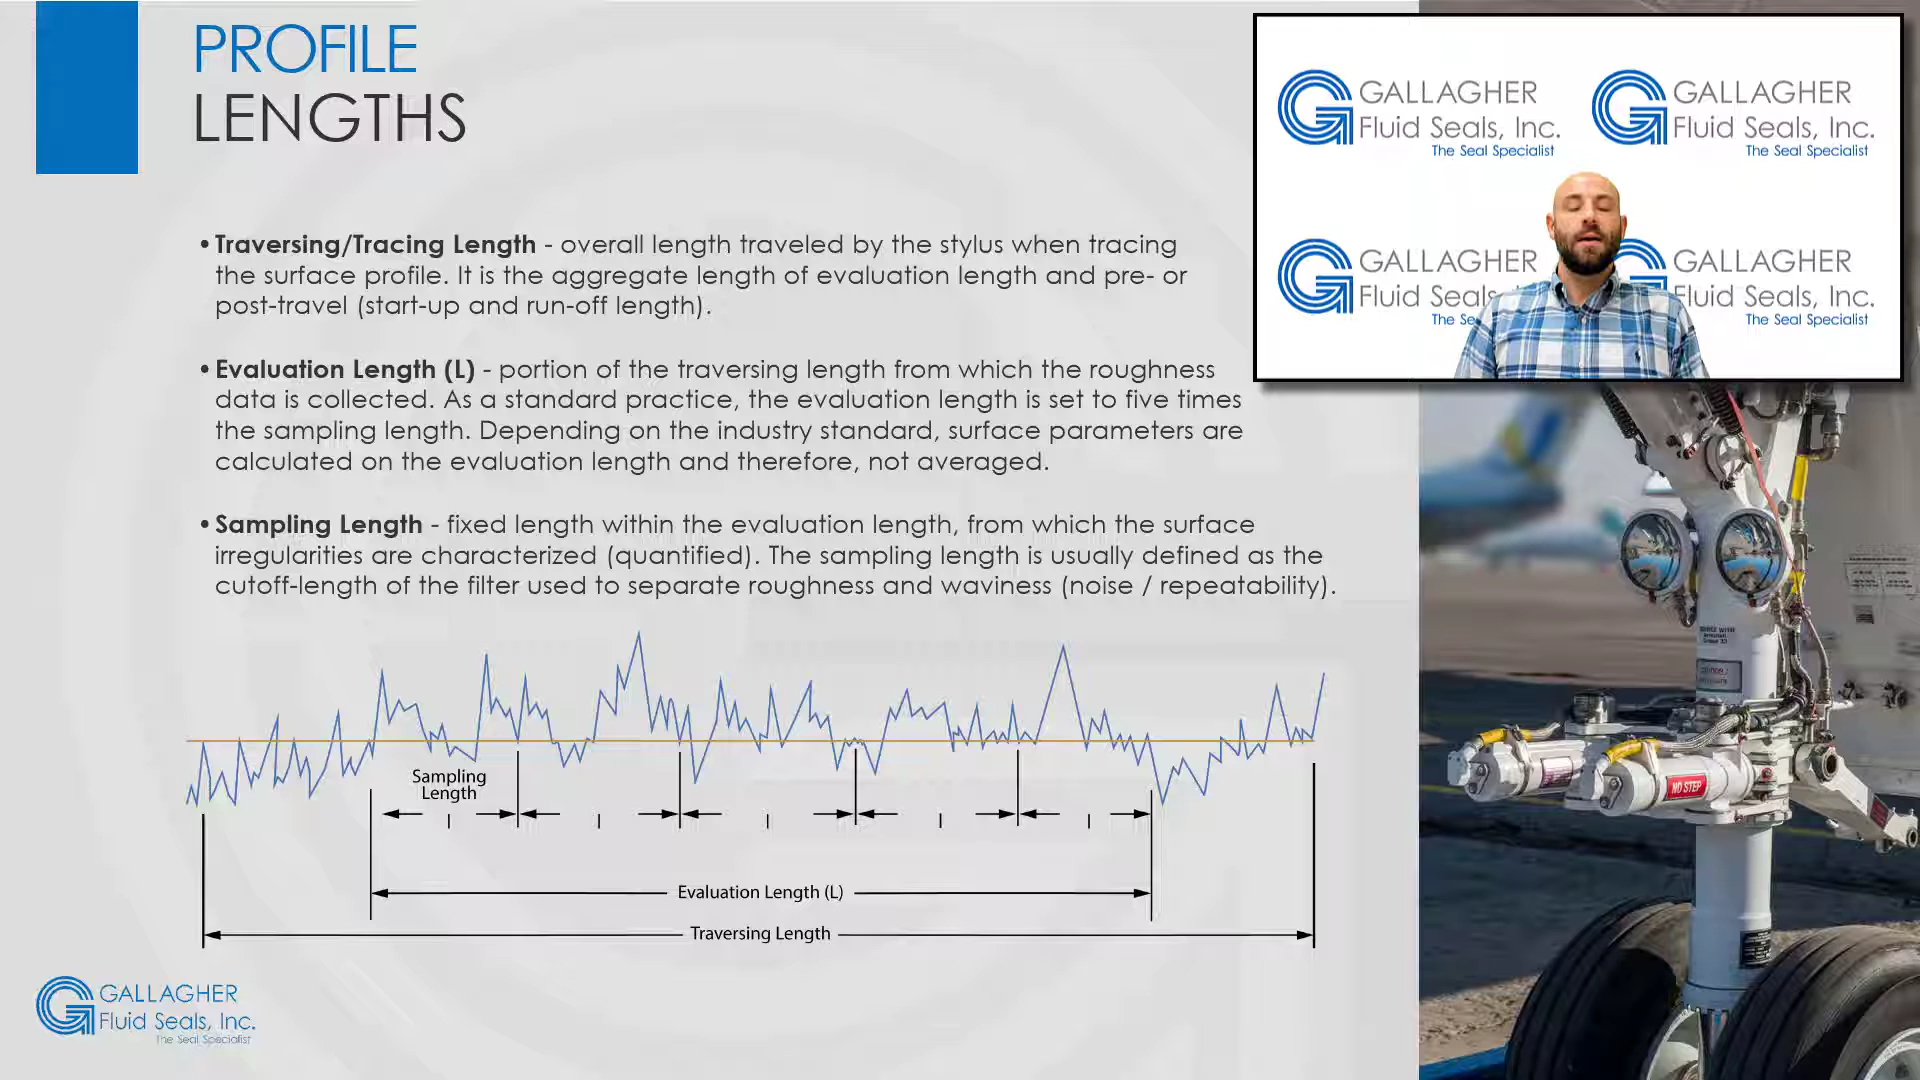 PROFILE
LENGTHS
•Traversing/Tracing Length - overall length traveled by the stylus when tracing
the surface profile. It is the aggregate length of evaluation length and pre- or
post-travel (start-up and run-off length).
•Evaluation Length (L) - portion of the traversing length from which the roughness
data is collected. As a standard practice, the evaluation length is set to five times
the sampling length. Depending on the industry standard, surface parameters are
calculated on the evaluation length and therefore, not averaged.
•Sampling Length - fixed length within the evaluation length, from which the surface
irregularities are characterized (quantified). The sampling length is usually defined as the
cutoff-length of the filter used to separate roughness and waviness (noise / repeatability).
Sampling
Length
l l l l l
Evaluation Length (L)
Traversing Length
GALLAGHER
Fluid Seals, Inc.
The Seal Specialist
GALLAGHER
Fluid Seals, Inc.
The Seal Specialist
GALLAGHER
Fluid Seals, Inc.
The Seal Specialist
GALLAGHER
Fluid Seals
The Se
GALLAGHER
Fluid Seals, Inc.
The Seal Specialist
NO STEP